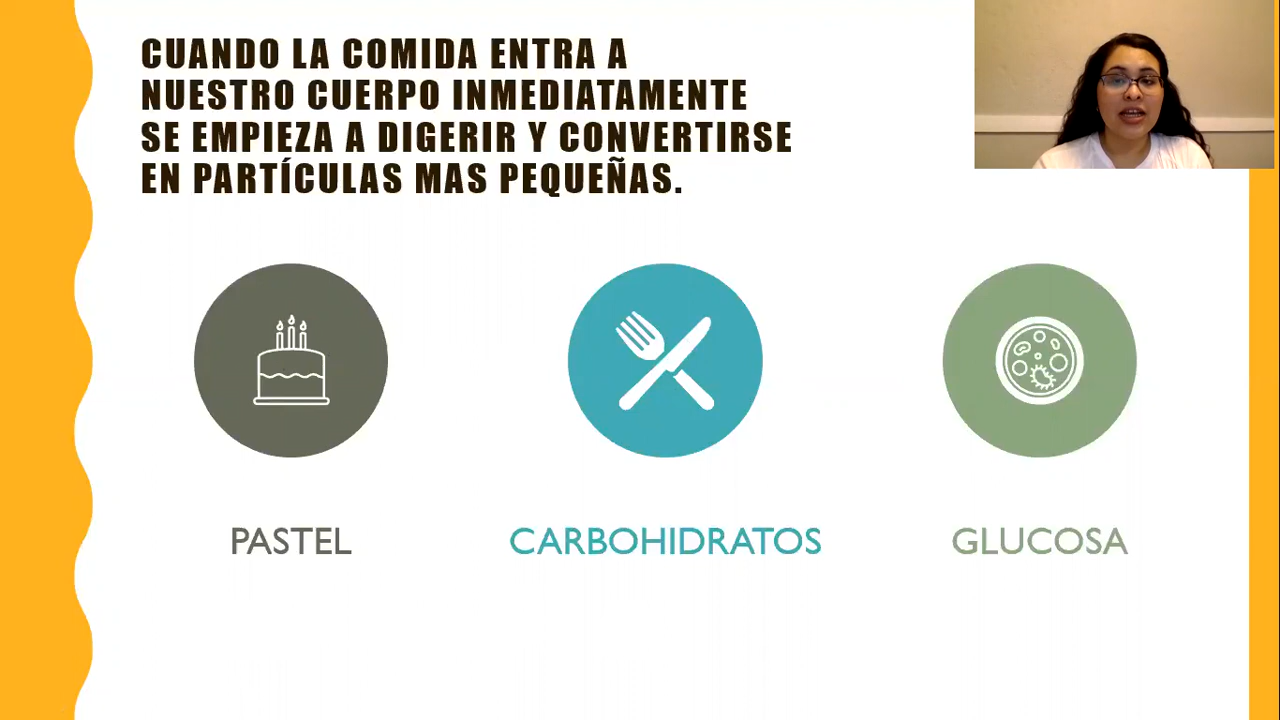 CUANDO LA COMIDA ENTRA A
NUESTRO CUERPO INMEDIATAMENTE
SE EMPIEZA A DIGERIR Y CONVERTIRSE
EN PARTÍCULAS MAS PEQUEÑAS.
PASTEL
CARBOHIDRATOS
GLUCOSA